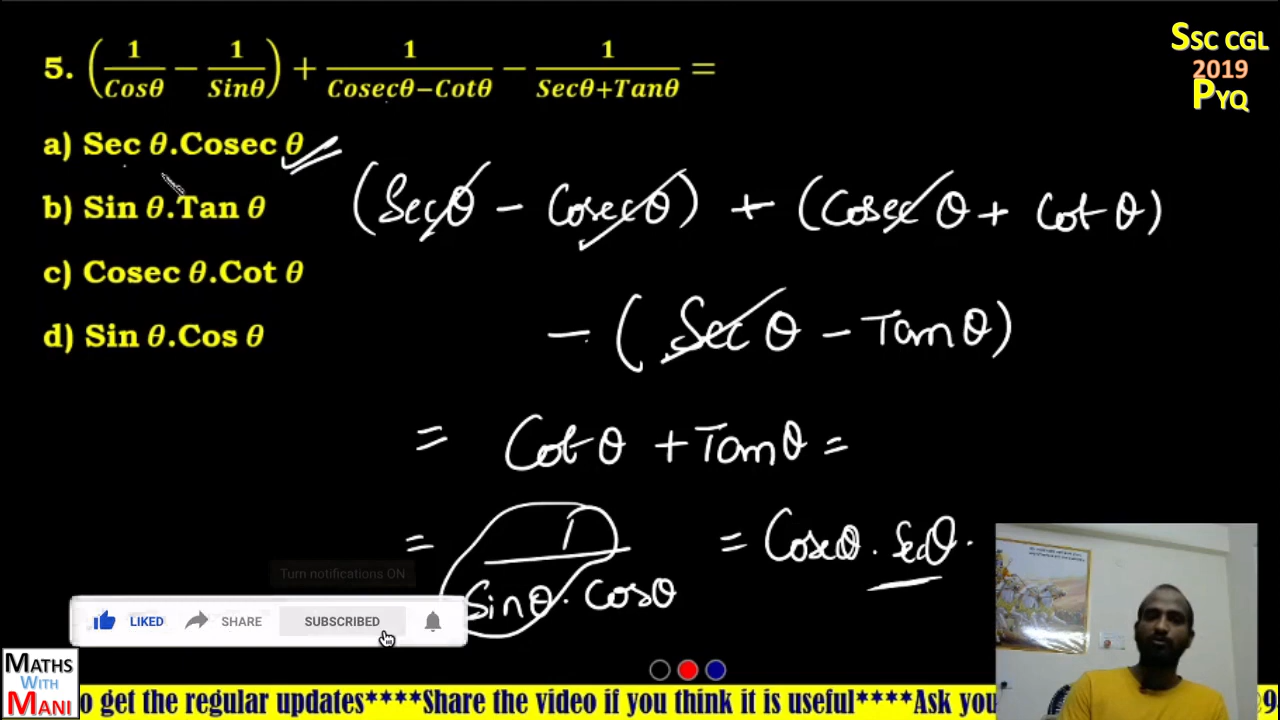 SSC CGL
2019
PYQ
5. (1/Cosθ − 1/Sinθ) + 1/(Cosecθ−Cotθ) − 1/(Secθ+Tanθ) =
a) Sec θ.Cosec θ
b) Sin θ.Tan θ
c) Cosec θ.Cot θ
d) Sin θ.Cos θ
(Secθ − Cosecθ) + (Cosec θ + Cot θ)
− (Sec θ − Tanθ)
= Cotθ + Tanθ =
= 1/(Sinθ. Cosθ) = Cosecθ. Secθ.
Turn notifications ON
LIKED SHARE SUBSCRIBED
MATHS
WITH
MANI
o get the regular updates****Share the video if you think it is useful****Ask you